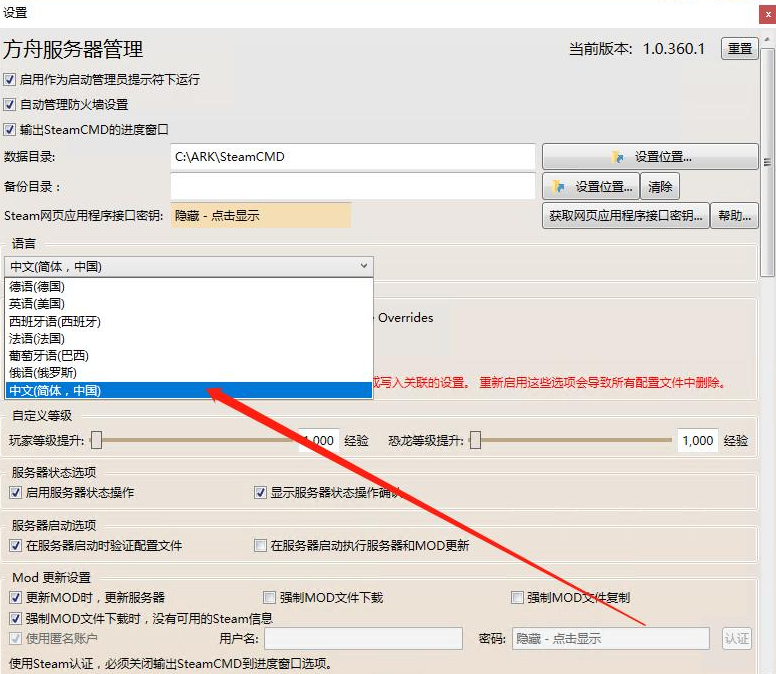 设置
方舟服务器管理
当前版本: 1.0.360.1 重置
启用作为启动管理员提示符下运行
自动管理防火墙设置
输出SteamCMD的进度窗口
数据目录: C:\ARK\SteamCMD 设置位置...
备份目录： 设置位置... 清除
Steam网页应用程序接口密钥: 隐藏 - 点击显示 获取网页应用程序接口密钥... 帮助...
语言
中文(简体，中国)
德语(德国)
英语(美国)
西班牙语(西班牙) Overrides
法语(法国)
葡萄牙语(巴西)
俄语(俄罗斯)
中文(简体，中国) 写入关联的设置。 重新启用这些选项会导致所有配置文件中删除。
自定义等级
玩家等级提升: 1,000 经验 恐龙等级提升: 1,000 经验
服务器状态选项
启用服务器状态操作 显示服务器状态操作确认
服务器启动选项
在服务器启动时验证配置文件 在服务器启动执行服务器和MOD更新
Mod 更新设置
更新MOD时，更新服务器 强制MOD文件下载 强制MOD文件复制
强制MOD文件下载时，没有可用的Steam信息
使用匿名账户 用户名: 密码: 隐藏 - 点击显示 认证
使用Steam认证，必须关闭输出SteamCMD到进度窗口选项。